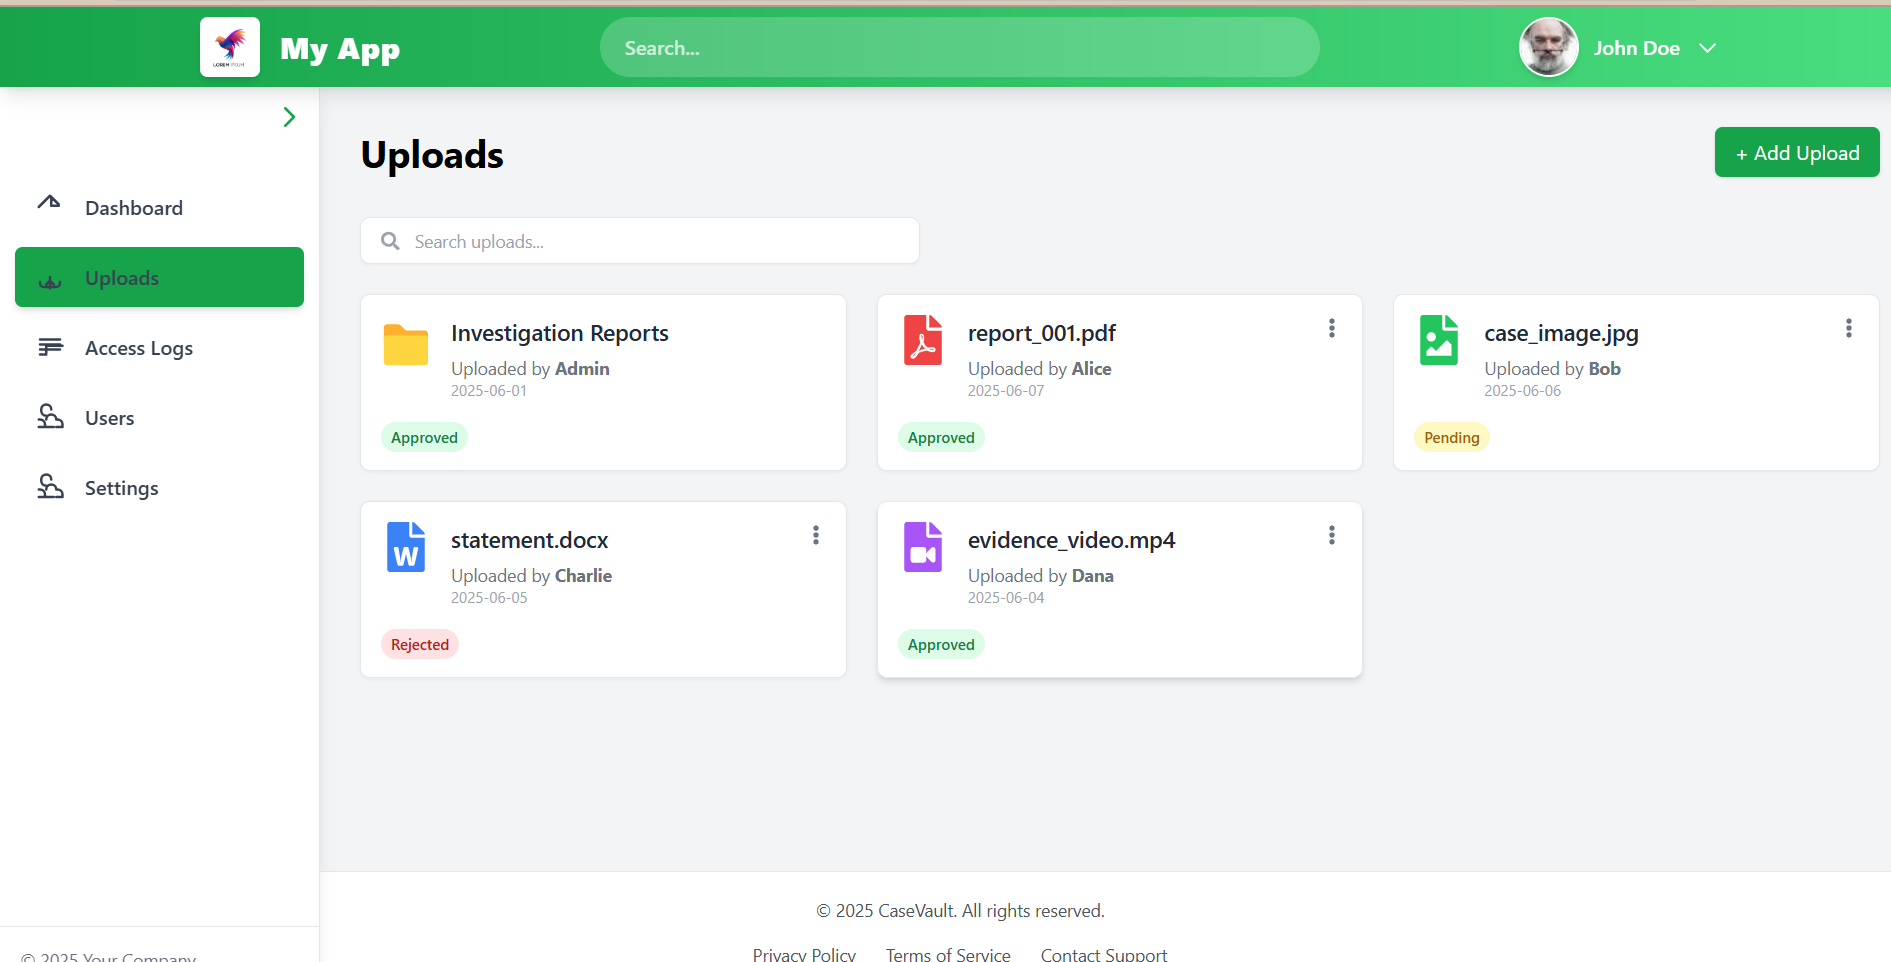 LOREM IPSUM
My App
Search...
John Doe
Uploads
+ Add Upload
Dashboard
Uploads
Access Logs
Users
Settings
Search uploads...
Investigation Reports
Uploaded by Admin
2025-06-01
Approved
report_001.pdf
Uploaded by Alice
2025-06-07
Approved
case_image.jpg
Uploaded by Bob
2025-06-06
Pending
W
statement.docx
Uploaded by Charlie
2025-06-05
Rejected
evidence_video.mp4
Uploaded by Dana
2025-06-04
Approved
© 2025 CaseVault. All rights reserved.
Privacy Policy Terms of Service Contact Support
© 2025 Your Company